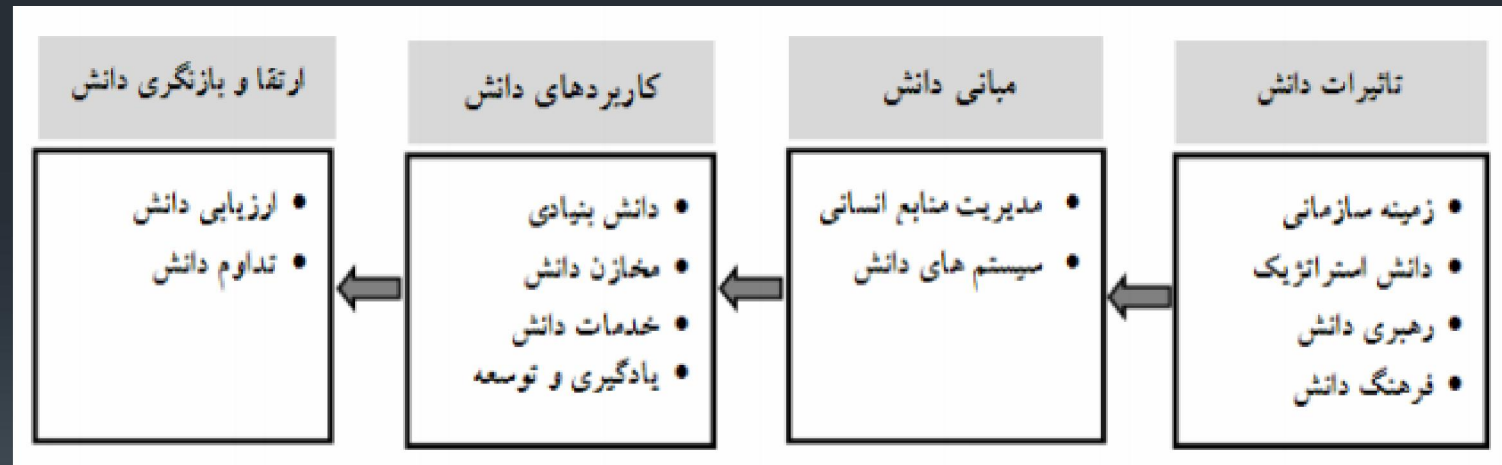 تاثیرات دانش
• زمینه سازمانی
• دانش استراتژیک
• رهبری دانش
• فرهنگ دانش
مبانی دانش
• مدیریت منابع انسانی
• سیستم های دانش
کاربردهای دانش
• دانش بنیادی
• مخازن دانش
• خدمات دانش
• یادگیری و توسعه
ارتقا و بازنگری دانش
• ارزیابی دانش
• تداوم دانش